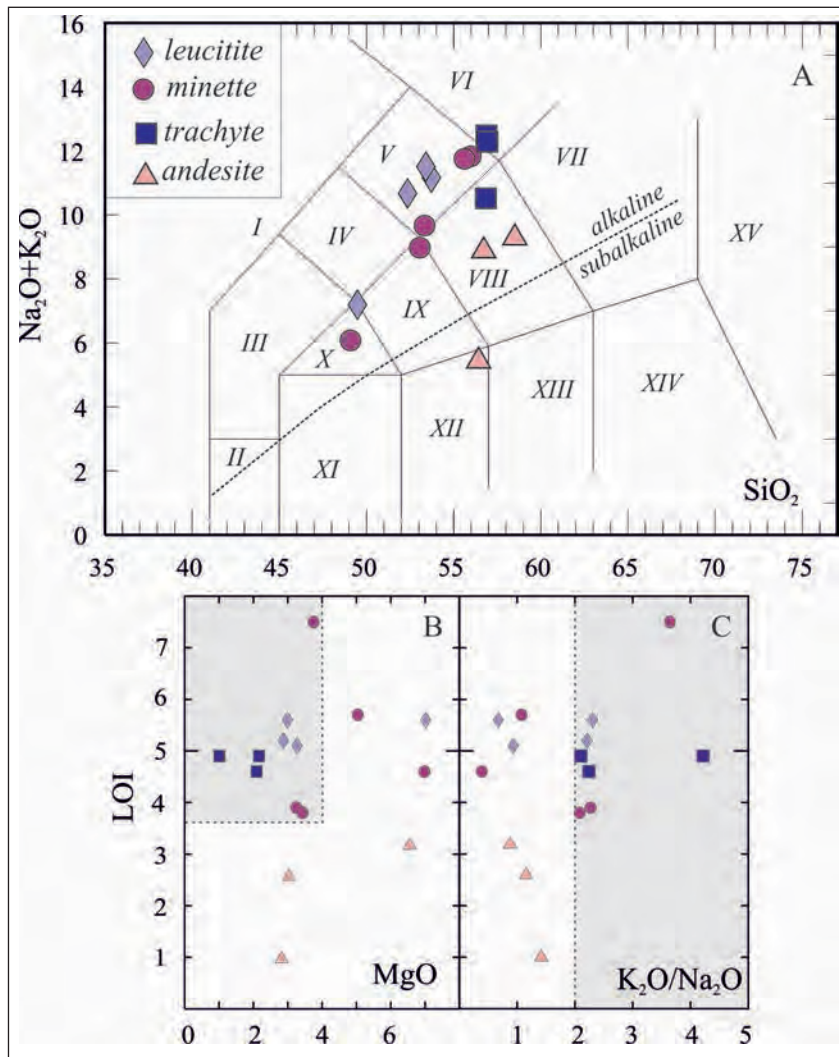 16
14
12
10
8
6
4
2
0
Na₂O+K₂O
leucitite
minette
trachyte
andesite
A
I
II
III
IV
V
VI
VII
VIII
IX
X
XI
XII
XIII
XIV
XV
alkaline
subalkaline
SiO₂
35 40 45 50 55 60 65 70 75
LOI
7
6
5
4
3
2
1
B
MgO
0 2 4 6
C
K₂O/Na₂O
1 2 3 4 5